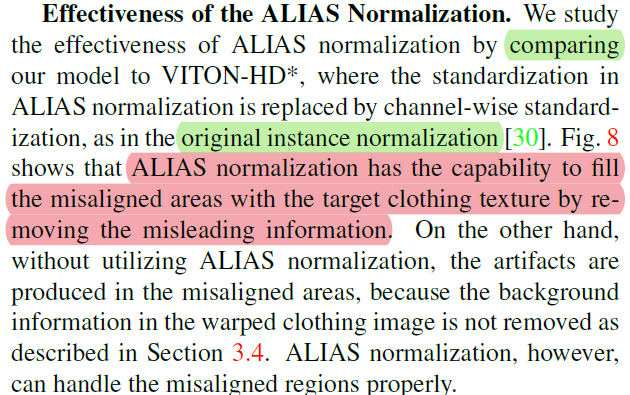 Effectiveness of the ALIAS Normalization. We study
the effectiveness of ALIAS normalization by comparing
our model to VITON-HD*, where the standardization in
ALIAS normalization is replaced by channel-wise standard-
ization, as in the original instance normalization [30]. Fig. 8
shows that ALIAS normalization has the capability to fill
the misaligned areas with the target clothing texture by re-
moving the misleading information. On the other hand,
without utilizing ALIAS normalization, the artifacts are
produced in the misaligned areas, because the background
information in the warped clothing image is not removed as
described in Section 3.4. ALIAS normalization, however,
can handle the misaligned regions properly.